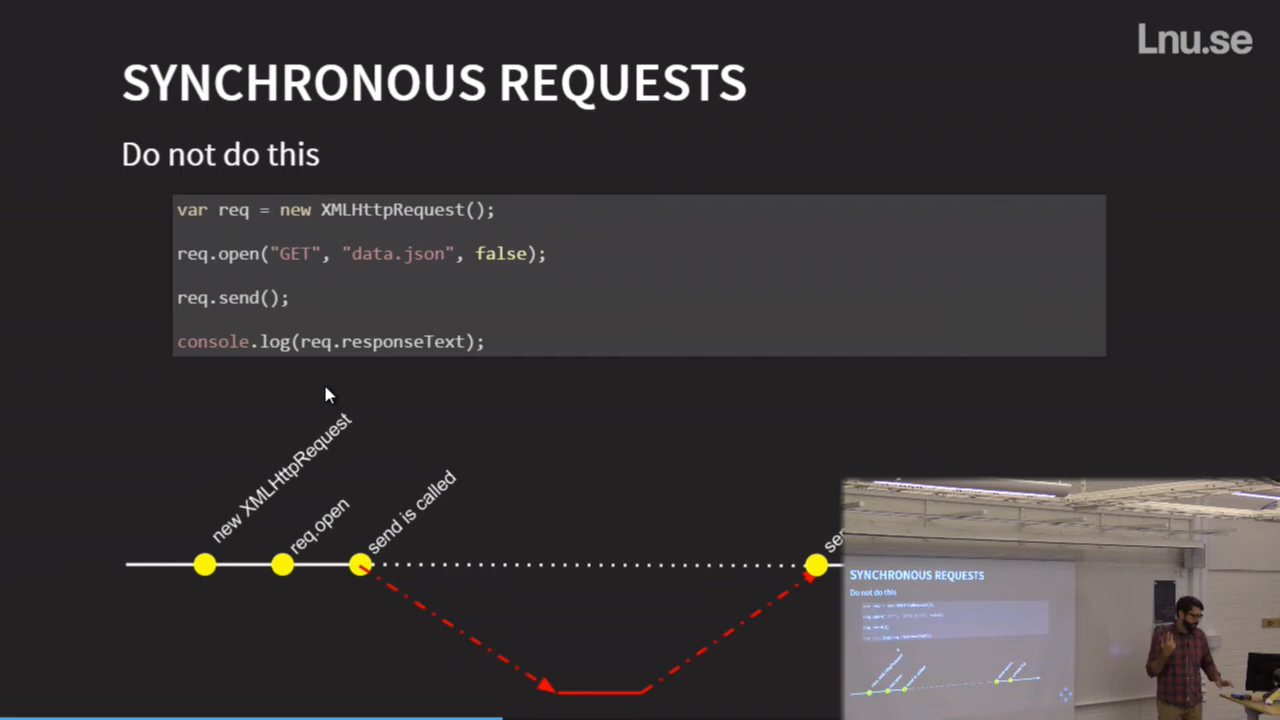 Lnu.se
SYNCHRONOUS REQUESTS
Do not do this
var req = new XMLHttpRequest();
req.open("GET", "data.json", false);
req.send();
console.log(req.responseText);
new XMLHttpRequest
req.open
send is called
SYNCHRONOUS REQUESTS
Do not do this